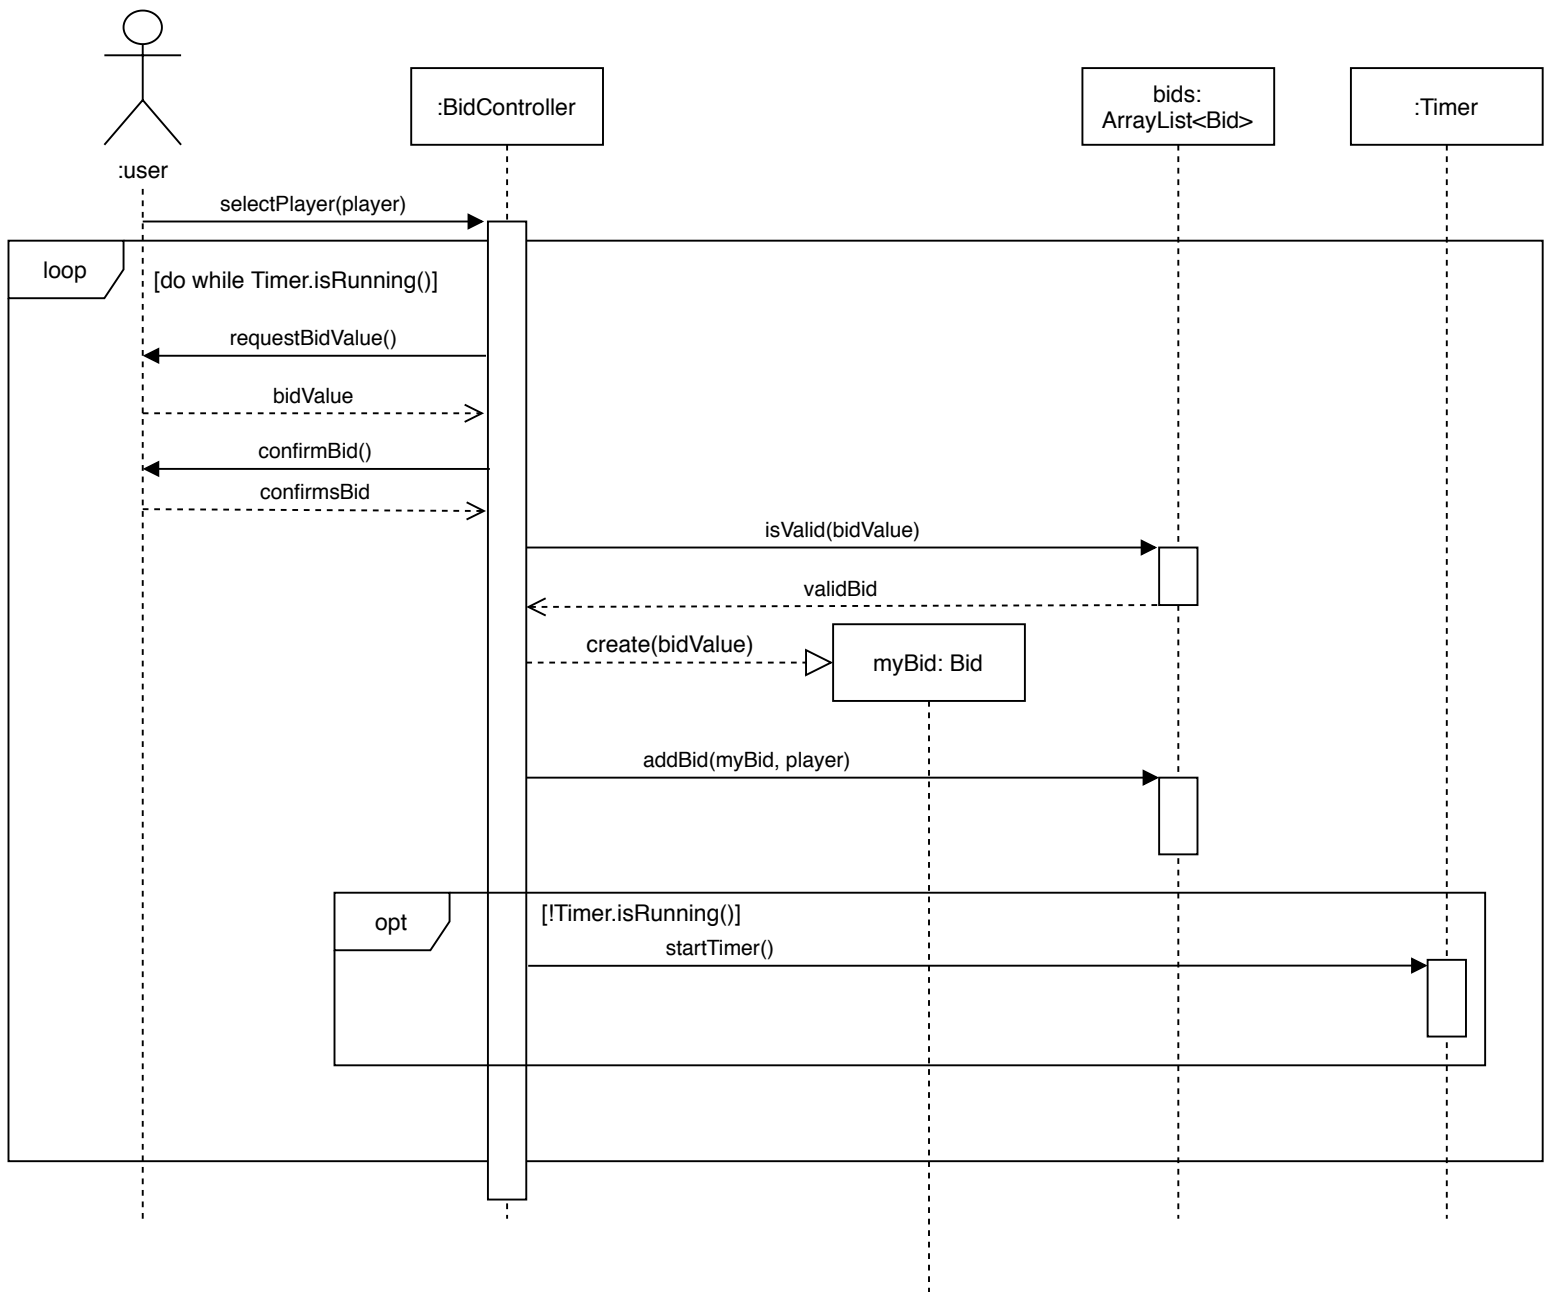 :user
:BidController
bids:
ArrayList<Bid>
:Timer
selectPlayer(player)
loop
[do while Timer.isRunning()]
requestBidValue()
bidValue
confirmBid()
confirmsBid
isValid(bidValue)
validBid
create(bidValue)
myBid: Bid
addBid(myBid, player)
opt
[!Timer.isRunning()]
startTimer()